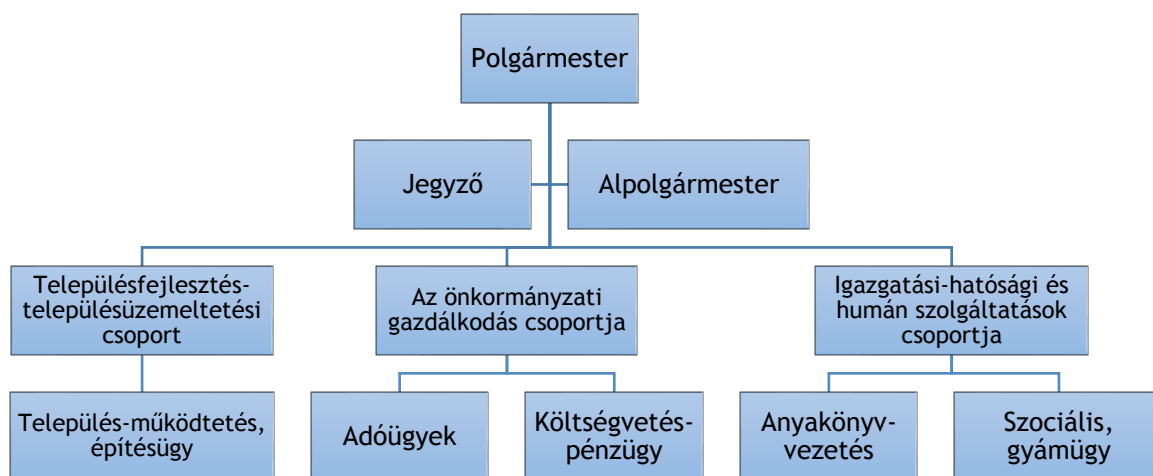 Polgármester
Jegyző
Alpolgármester
Településfejlesztés-
településüzemeltetési
csoport
Az önkormányzati
gazdálkodás csoportja
Igazgatási-hatósági és
humán szolgáltatások
csoportja
Település-működtetés,
építésügy
Adóügyek
Költségvetés-
pénzügy
Anyakönyv-
vezetés
Szociális,
gyámügy